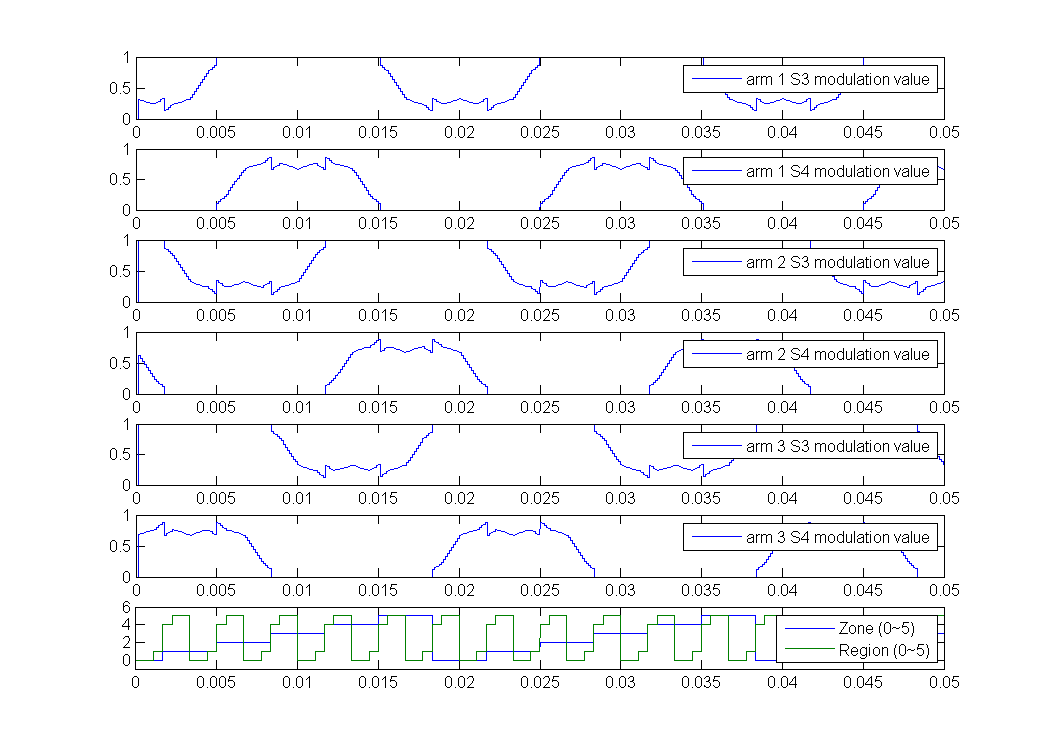 1
arm 1 S3 modulation value
0.5
0
0 0.005 0.01 0.015 0.02 0.025 0.03 0.035 0.04 0.045 0.05
1
arm 1 S4 modulation value
0.5
0
0 0.005 0.01 0.015 0.02 0.025 0.03 0.035 0.04 0.045 0.05
1
arm 2 S3 modulation value
0.5
0
0 0.005 0.01 0.015 0.02 0.025 0.03 0.035 0.04 0.045 0.05
1
arm 2 S4 modulation value
0.5
0
0 0.005 0.01 0.015 0.02 0.025 0.03 0.035 0.04 0.045 0.05
1
arm 3 S3 modulation value
0.5
0
0 0.005 0.01 0.015 0.02 0.025 0.03 0.035 0.04 0.045 0.05
1
arm 3 S4 modulation value
0.5
0
0 0.005 0.01 0.015 0.02 0.025 0.03 0.035 0.04 0.045 0.05
6
4
Zone (0~5)
2
Region (0~5)
0
0 0.005 0.01 0.015 0.02 0.025 0.03 0.035 0.04 0.045 0.05